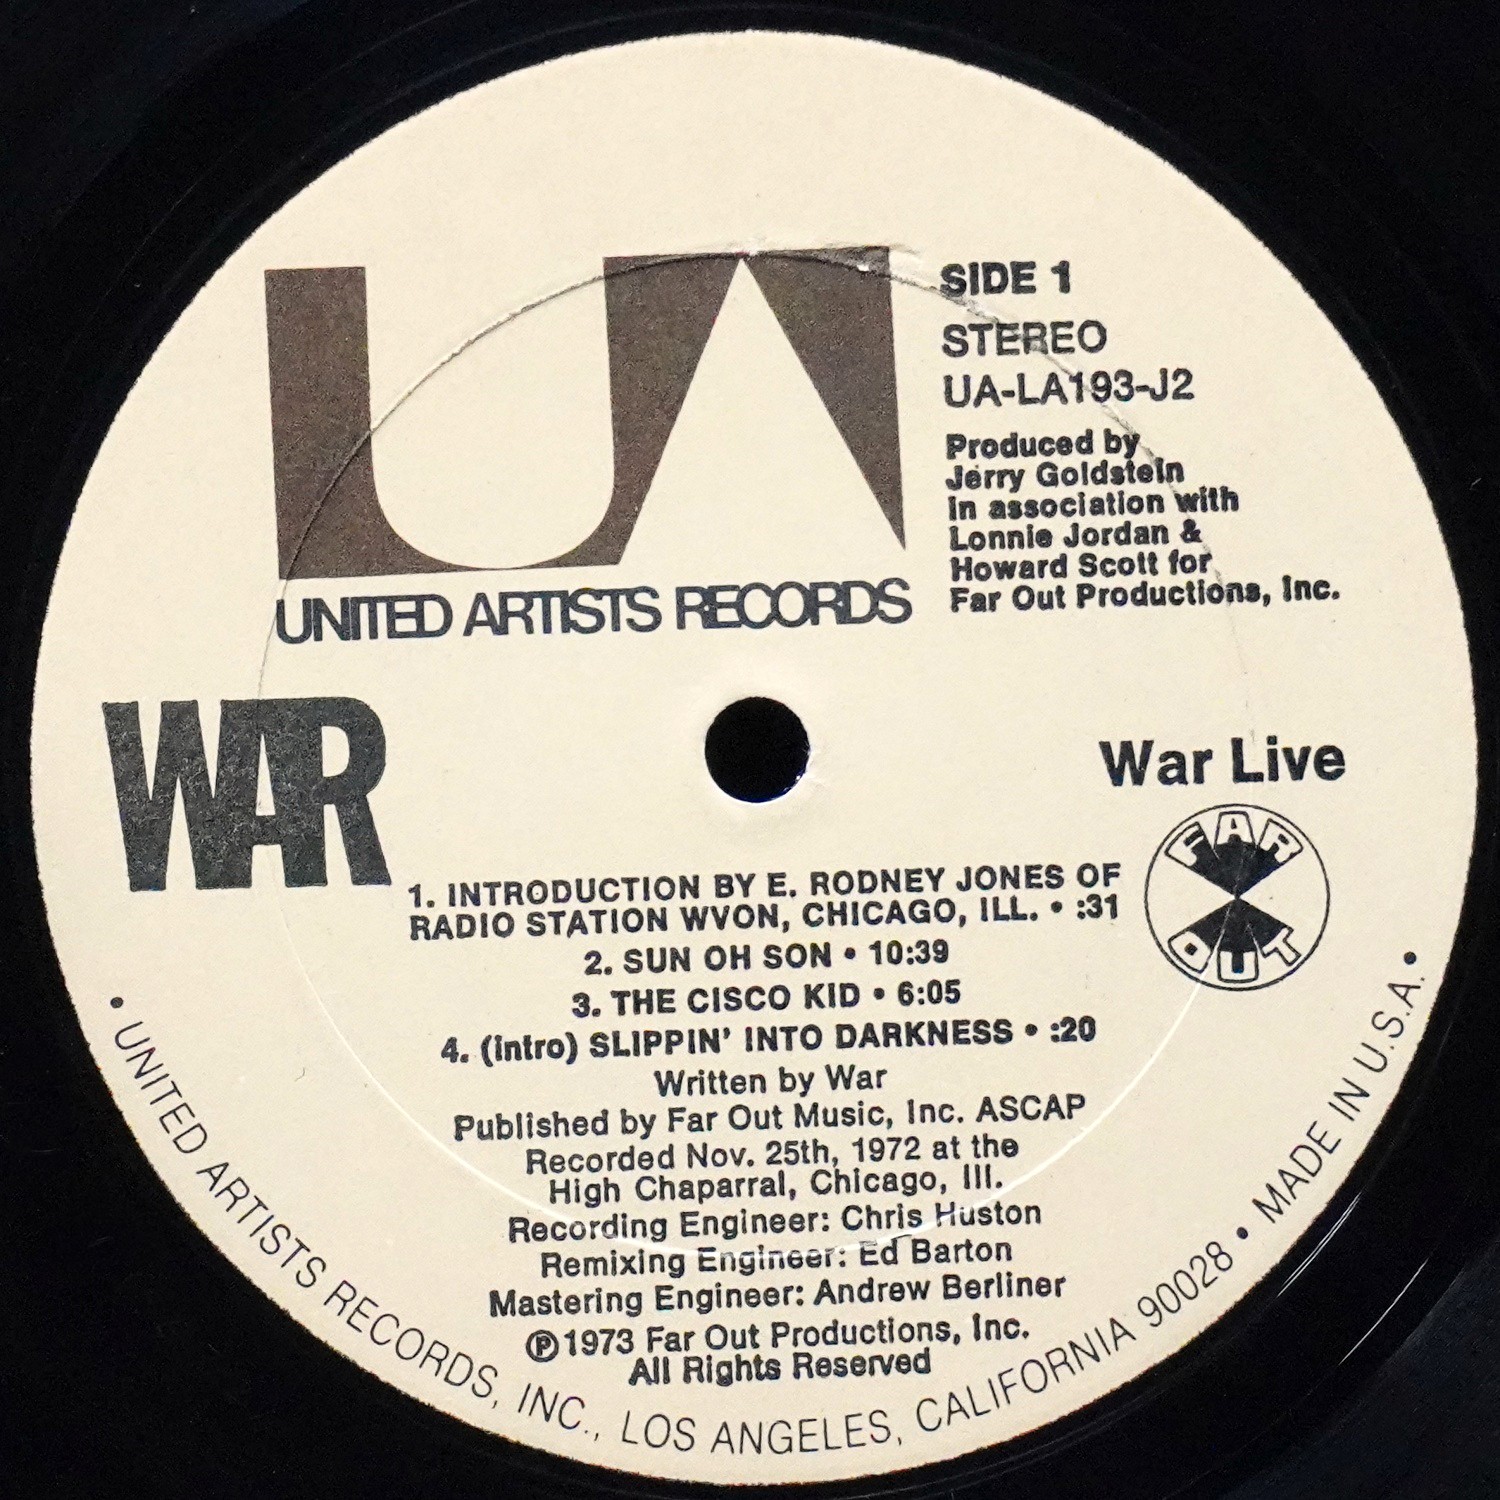 UA
UNITED ARTISTS RECORDS
SIDE 1
STEREO
UA-LA193-J2
Produced by
Jerry Goldstein
in association with
Lonnie Jordan &
Howard Scott for
Far Out Productions, Inc.
WAR
War Live
FAR
OUT
1. INTRODUCTION BY E. RODNEY JONES OF
RADIO STATION WVON, CHICAGO, ILL. • :31
2. SUN OH SON • 10:39
3. THE CISCO KID • 6:05
4. (intro) SLIPPIN' INTO DARKNESS • :20
Written by War
Published by Far Out Music, Inc. ASCAP
Recorded Nov. 25th, 1972 at the
High Chaparral, Chicago, Ill.
Recording Engineer: Chris Huston
Remixing Engineer: Ed Barton
Mastering Engineer: Andrew Berliner
Ⓟ1973 Far Out Productions, Inc.
All Rights Reserved
• UNITED ARTISTS RECORDS, INC., LOS ANGELES, CALIFORNIA 90028 • MADE IN U.S.A. •